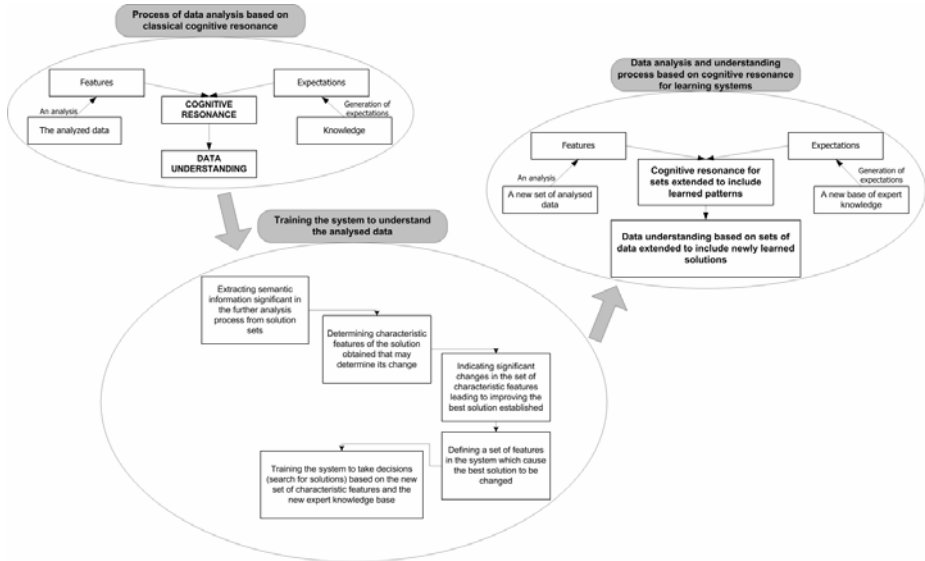 Process of data analysis based on
classical cognitive resonance
Features
Expectations
An analysis
COGNITIVE
RESONANCE
Generation of
expectations
The analyzed data
Knowledge
DATA
UNDERSTANDING
Training the system to understand
the analysed data
Extracting semantic
information significant in
the further analysis
process from solution
sets
Determining characteristic
features of the solution
obtained that may
determine its change
Indicating significant
changes in the set of
characteristic features
leading to improving the
best solution established
Defining a set of features
in the system which cause
the best solution to be
changed
Training the system to take decisions
(search for solutions) based on the new
set of characteristic features and the
new expert knowledge base
Data analysis and understanding
process based on cognitive resonance
for learning systems
Features
Expectations
An analysis
Cognitive resonance for
sets extended to include
learned patterns
Generation of
expectations
A new set of analysed
data
A new base of expert
knowledge
Data understanding based on sets of
data extended to include newly learned
solutions